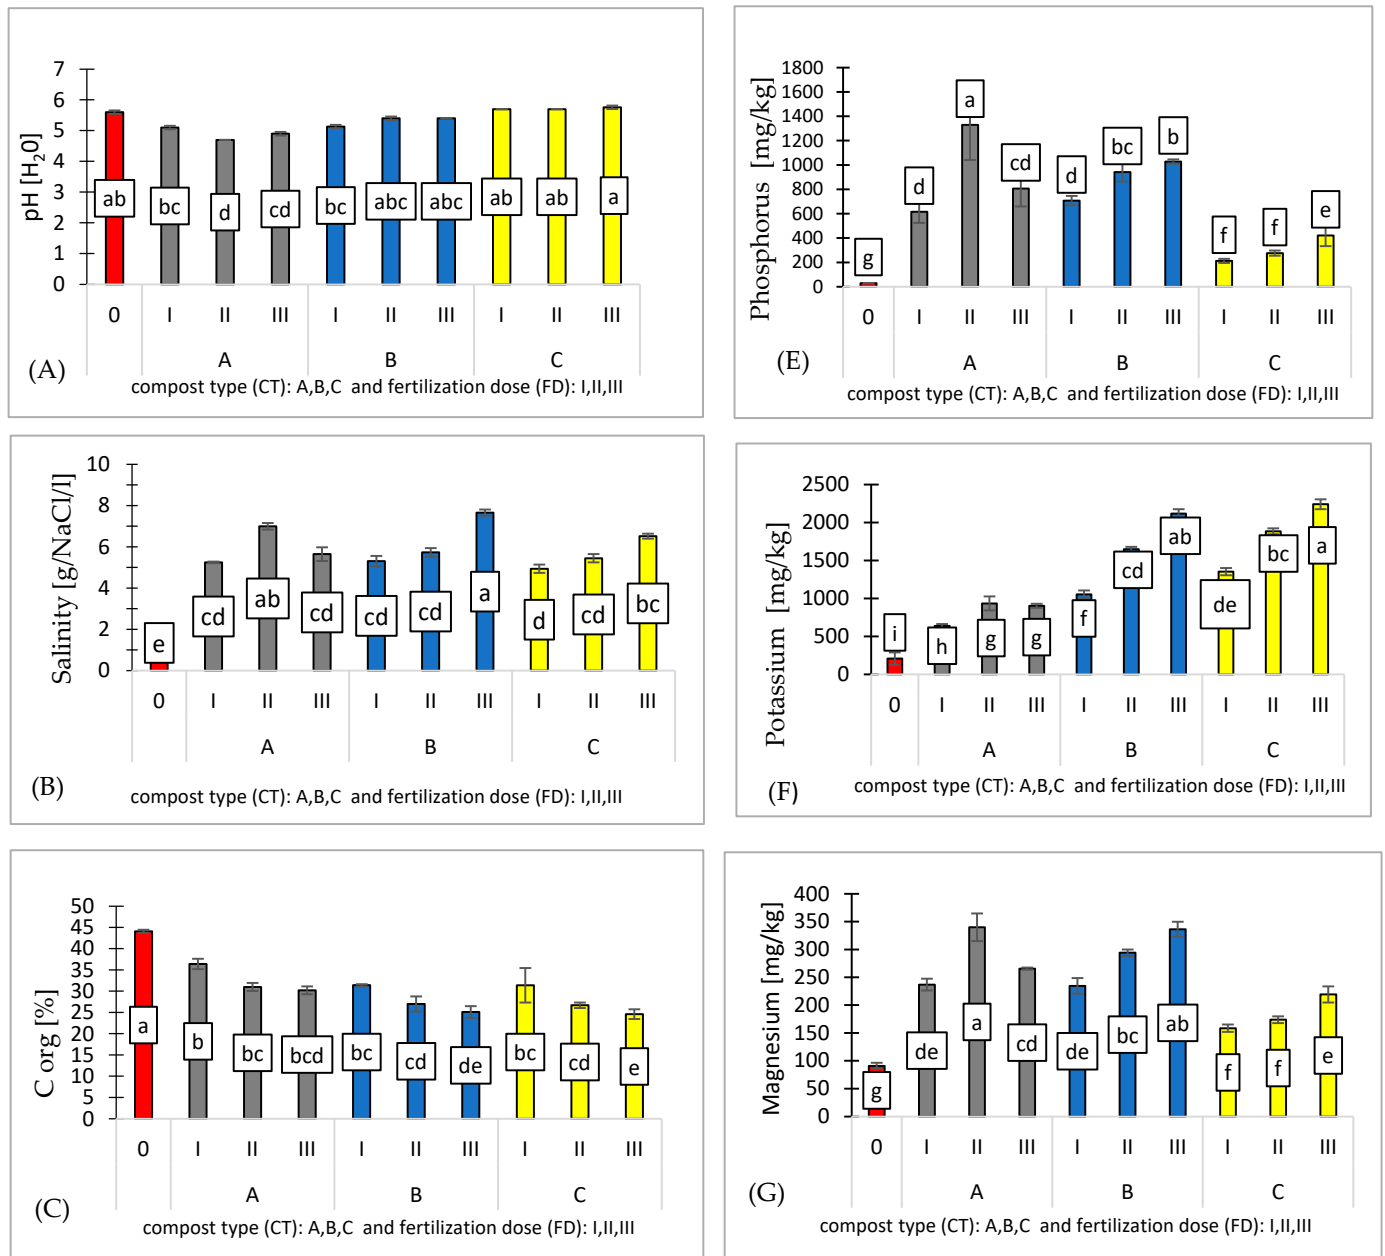 7
6
5
4
3
2
1
0
pH [H₂0]
ab
bc
d
cd
bc
abc
abc
ab
ab
a
0 I II III I II III I II III
A B C
(A)
compost type (CT): A,B,C and fertilization dose (FD): I,II,III
1800
1600
1400
1200
1000
800
600
400
200
0
Phosphorus [mg/kg]
g
d
a
cd
d
bc
b
f
f
e
0 I II III I II III I II III
A B C
(E)
compost type (CT): A,B,C and fertilization dose (FD): I,II,III
10
8
6
4
2
0
Salinity [g/NaCl/l]
e
cd
ab
cd
cd
cd
a
d
cd
bc
0 I II III I II III I II III
A B C
(B)
compost type (CT): A,B,C and fertilization dose (FD): I,II,III
2500
2000
1500
1000
500
0
Potassium [mg/kg]
i
h
g
g
f
cd
ab
de
bc
a
0 I II III I II III I II III
A B C
(F)
compost type (CT): A,B,C and fertilization dose (FD): I,II,III
50
45
40
35
30
25
20
15
10
5
0
C org [%]
a
b
bc
bcd
bc
cd
de
bc
cd
e
0 I II III I II III I II III
A B C
(C)
compost type (CT): A,B,C and fertilization dose (FD): I,II,III
400
350
300
250
200
150
100
50
0
Magnesium [mg/kg]
g
de
a
cd
de
bc
ab
f
f
e
0 I II III I II III I II III
A B C
(G)
compost type (CT): A,B,C and fertilization dose (FD): I,II,III